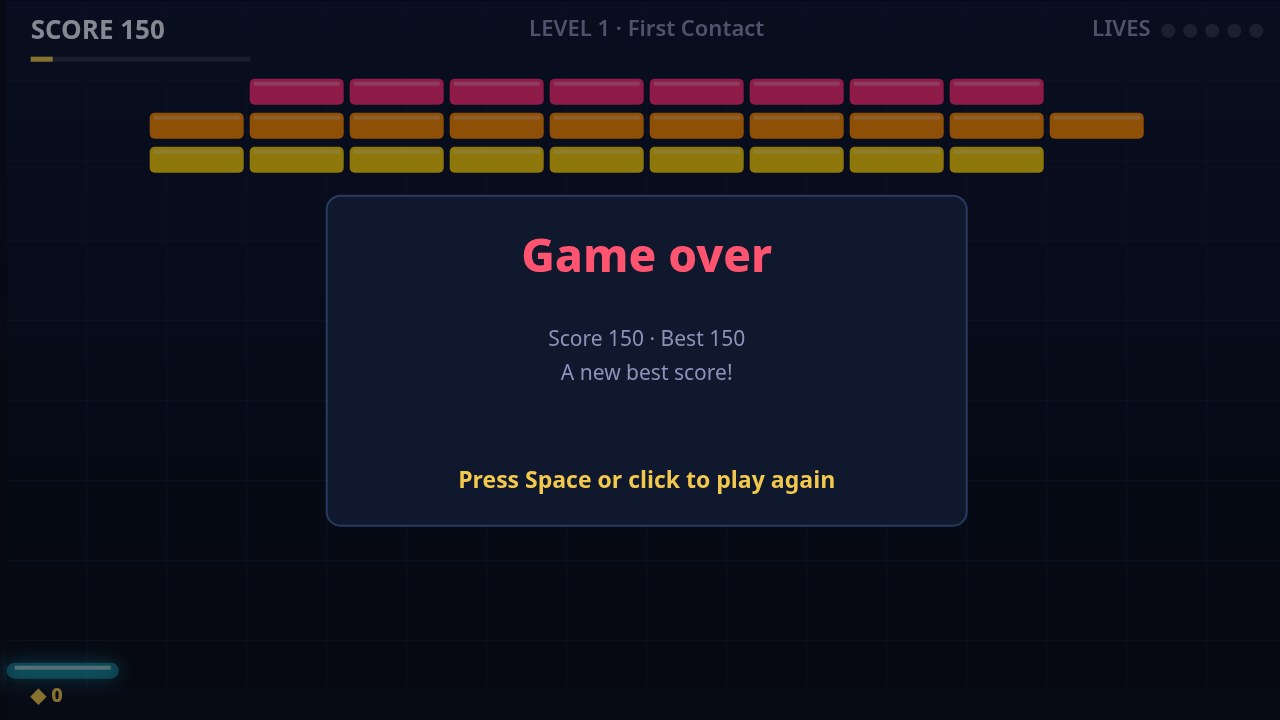 SCORE 150
LEVEL 1 · First Contact
LIVES
Game over
Score 150 · Best 150
A new best score!
Press Space or click to play again
◆ 0